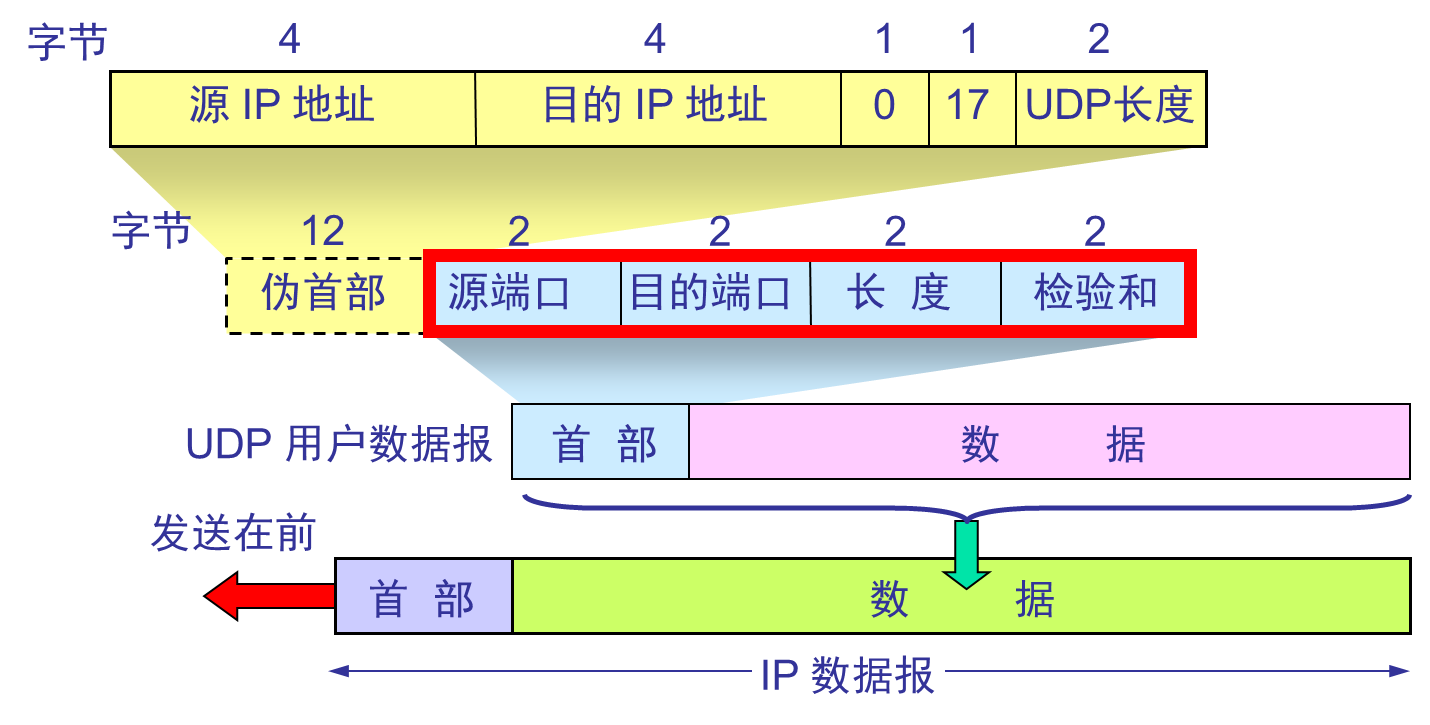 字节 4 4 1 1 2
源 IP 地址 目的 IP 地址 0 17 UDP长度
字节 12 2 2 2 2
伪首部 源端口 目的端口 长 度 检验和
UDP 用户数据报 首 部 数 据
发送在前
首 部 数 据
IP 数据报